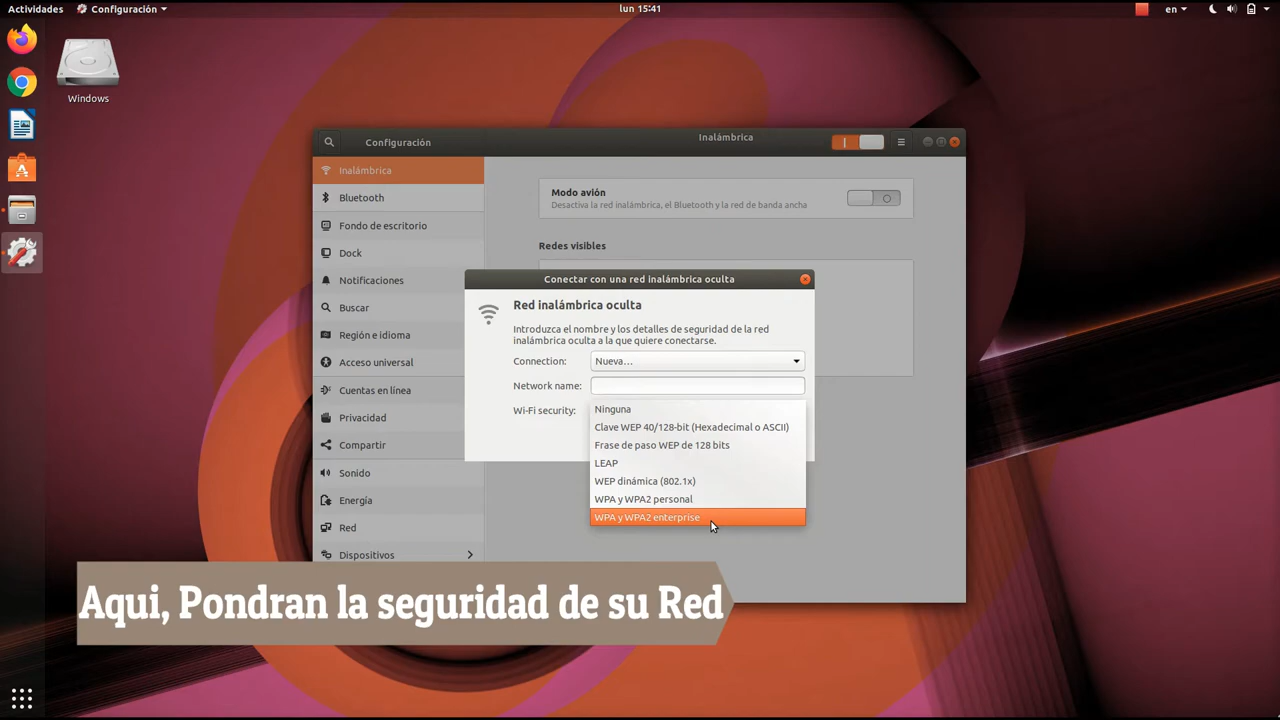 Actividades
Configuración
lun 15:41
en
Windows
Configuración
Inalámbrica
Inalámbrica
Bluetooth
Fondo de escritorio
Dock
Notificaciones
Buscar
Región e idioma
Acceso universal
Cuentas en línea
Privacidad
Compartir
Sonido
Energía
Red
Dispositivos
Modo avión
Desactiva la red inalámbrica, el Bluetooth y la red de banda ancha
Redes visibles
Conectar con una red inalámbrica oculta
Red inalámbrica oculta
Introduzca el nombre y los detalles de seguridad de la red
inalámbrica oculta a la que quiere conectarse.
Connection: Nueva...
Network name:
Wi-Fi security:
Ninguna
Clave WEP 40/128-bit (Hexadecimal o ASCII)
Frase de paso WEP de 128 bits
LEAP
WEP dinámica (802.1x)
WPA y WPA2 personal
WPA y WPA2 enterprise
Aqui, Pondran la seguridad de su Red